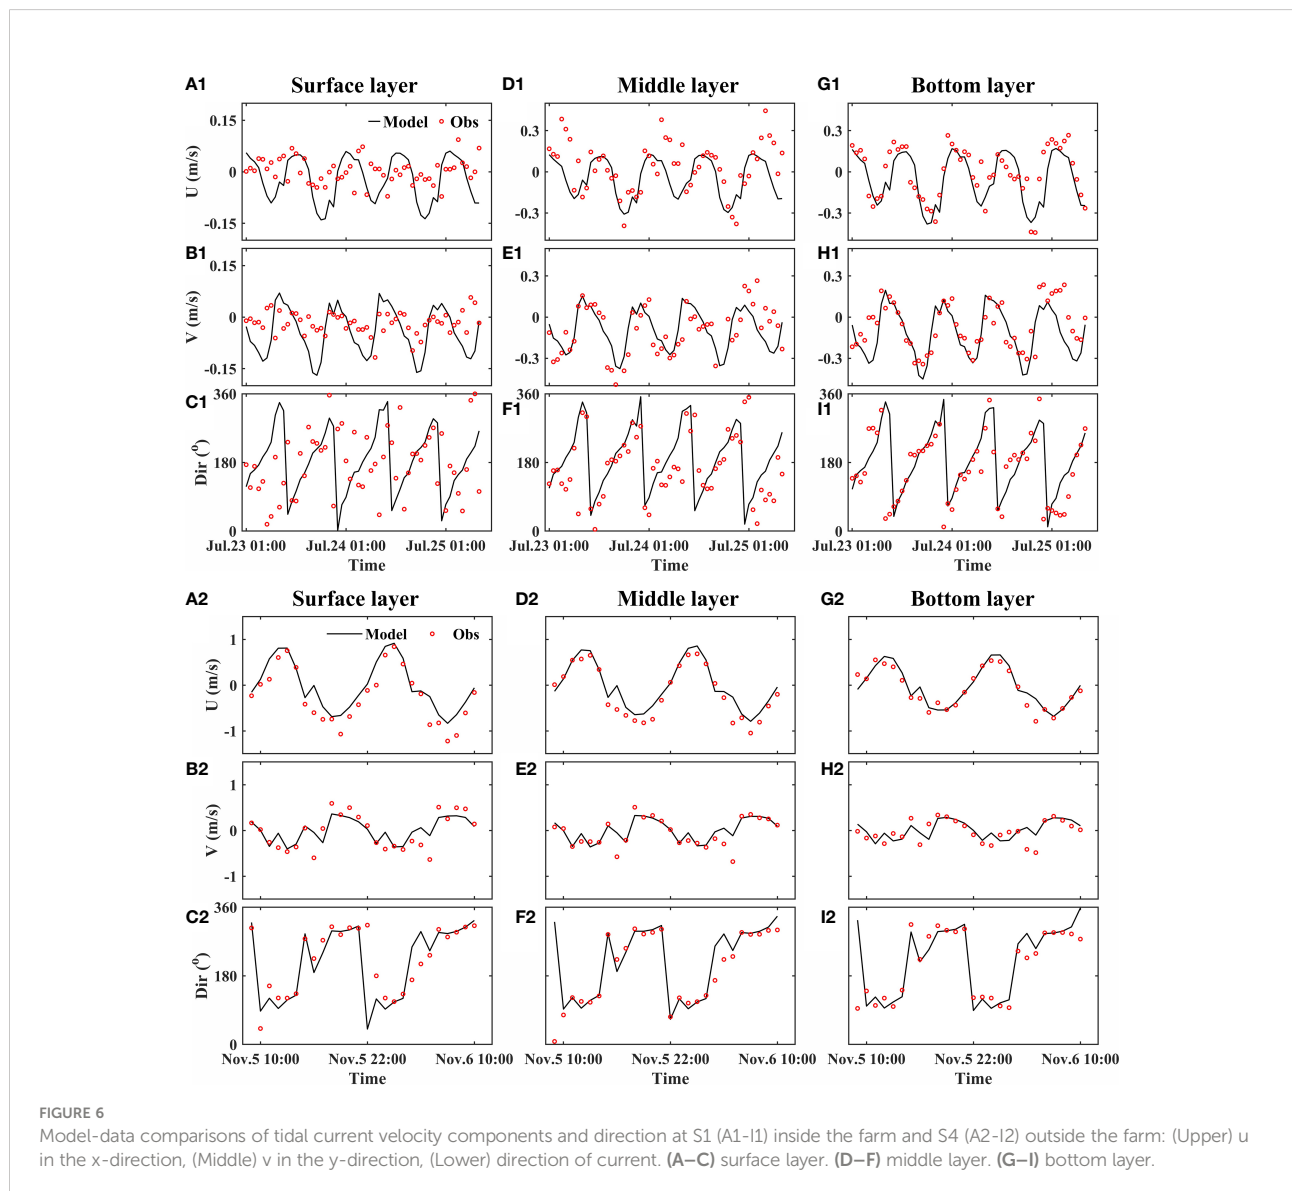 A1 Surface layer D1 Middle layer G1 Bottom layer
Model Obs
0.15 0 -0.15 U (m/s)
0.3 0 -0.3
0.3 0 -0.3
B1 E1 H1
0.15 0 -0.15 V (m/s)
0.3 0 -0.3
0.3 0 -0.3
C1 F1 I1
360 180 0 Dir (°)
360 180 0
360 180 0
Jul.23 01:00 Jul.24 01:00 Jul.25 01:00 Jul.23 01:00 Jul.24 01:00 Jul.25 01:00 Jul.23 01:00 Jul.24 01:00 Jul.25 01:00
Time Time Time
A2 Surface layer D2 Middle layer G2 Bottom layer
Model Obs
1 0 -1 U (m/s)
B2 E2 H2
1 0 -1 V (m/s)
C2 F2 I2
360 180 0 Dir (°)
Nov.5 10:00 Nov.5 22:00 Nov.6 10:00 Nov.5 10:00 Nov.5 22:00 Nov.6 10:00 Nov.5 10:00 Nov.5 22:00 Nov.6 10:00
Time Time Time
FIGURE 6
Model-data comparisons of tidal current velocity components and direction at S1 (A1-I1) inside the farm and S4 (A2-I2) outside the farm: (Upper) u
in the x-direction, (Middle) v in the y-direction, (Lower) direction of current. (A–C) surface layer. (D–F) middle layer. (G–I) bottom layer.